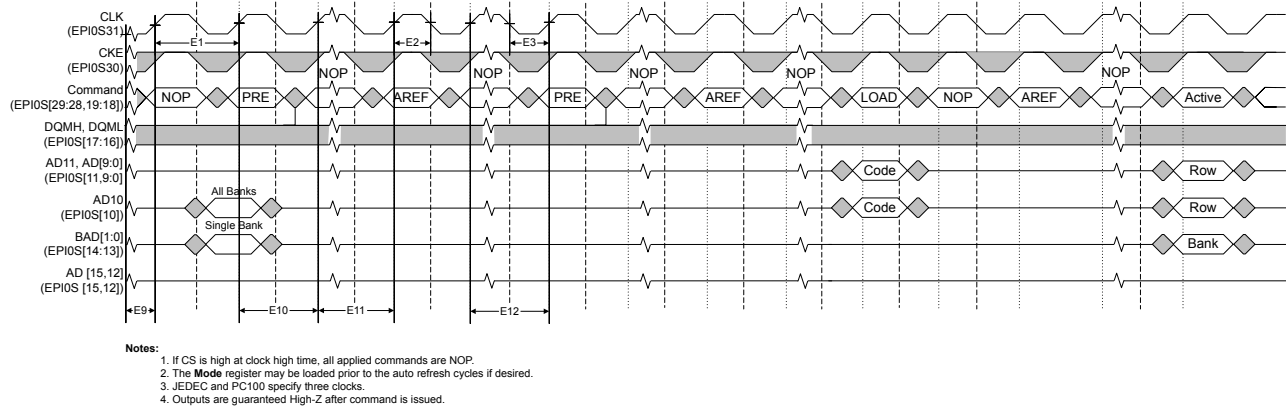 CLK
(EPI0S31)
E1
E2
E3
CKE
(EPI0S30)
NOP
NOP
NOP
NOP
NOP
Command
(EPI0S[29:28,19:18])
NOP
PRE
AREF
PRE
AREF
LOAD
NOP
AREF
Active
DQMH, DQML
(EPI0S[17:16])
AD11, AD[9:0]
(EPI0S[11,9:0]
Code
Row
All Banks
AD10
(EPI0S[10])
Code
Row
Single Bank
BAD[1:0]
(EPI0S[14:13])
Bank
AD [15,12]
(EPI0S [15,12])
E9
E10
E11
E12
Notes:
1. If CS is high at clock high time, all applied commands are NOP.
2. The Mode register may be loaded prior to the auto refresh cycles if desired.
3. JEDEC and PC100 specify three clocks.
4. Outputs are guaranteed High-Z after command is issued.